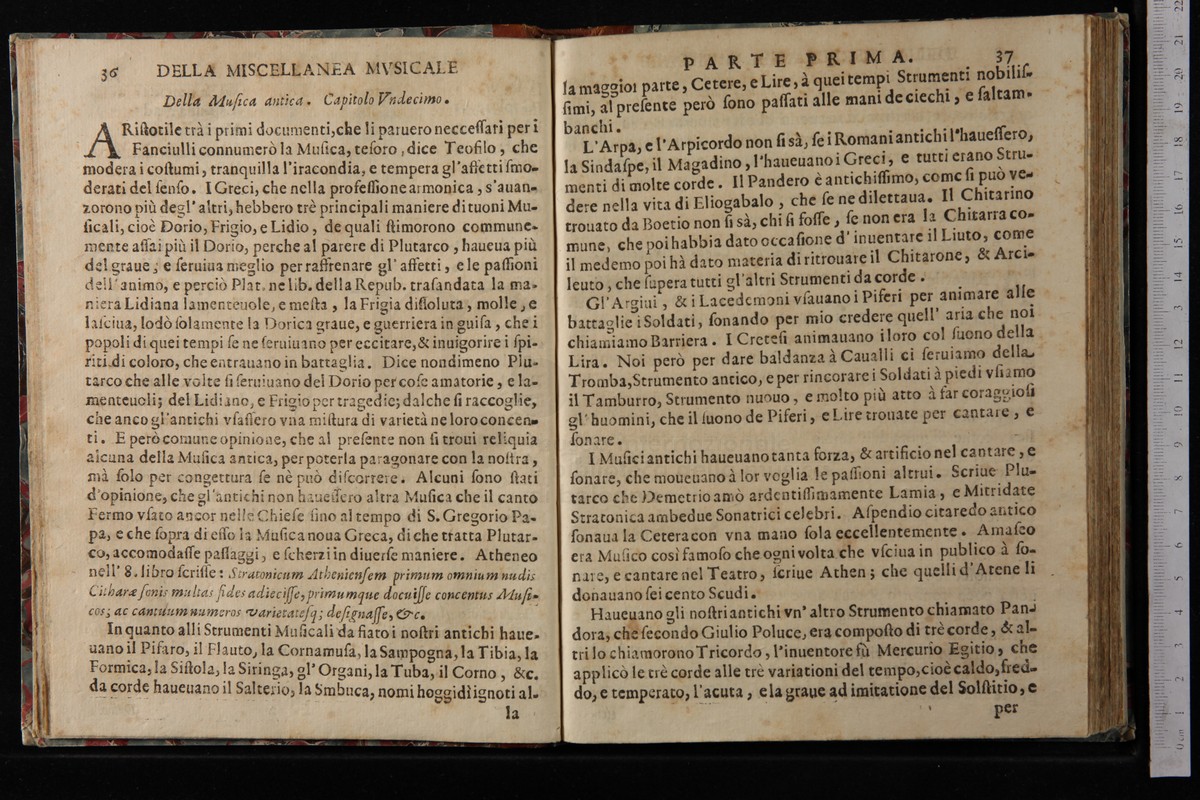 36 DELLA MISCELLANEA MVSICALE
Della Muſica antica. Capitolo Vndecimo.
ARiſtotile trà i primi documenti, che li paruero neceſſari per i
Fanciulli connumerò la Muſica, teſoro, dice Teofilo, che
modera i coſtumi, tranquilla l'iracondia, e tempera gl'affetti ſmo-
derati del ſenſo. I Greci, che nella profeſſione armonica, s'auan-
zorono più degl' altri, hebbero trè principali maniere di tuoni Mu-
ſicali, cioè Dorio, Frigio, e Lidio, de quali ſtimorono commune-
mente aſſai più il Dorio, perche al parere di Plutarco, haueua più
del graue, e ſeruiua meglio per raffrenare gl' affetti, e le paſſioni
dell'animo, e perciò Plat. ne lib. della Repub. traſandata la ma-
niera Lidiana lamenteuole, e meſta, la Frigia diſſoluta, molle, e
laſciua, lodò ſolamente la Dorica graue, e guerriera in guiſa, che i
popoli di quei tempi ſe ne ſeruiuano per eccitare, & inuigorire i ſpi-
riti di coloro, che entrauano in battaglia. Dice nondimeno Plu-
tarco che alle volte ſi ſeruiuano del Dorio per coſe amatorie, e la-
menteuoli; del Lidiano, e Frigio per tragedie; dalche ſi raccoglie,
che anco gl'antichi vſaſſero vna miſtura di varietà ne loro concen-
ti. E però comune opinione, che al preſente non ſi troui reliquia
alcuna della Muſica antica, per poterla paragonare con la noſtra,
mà ſolo per congettura ſe nè può diſcorrere. Alcuni ſono ſtati
d'opinione, che gl'antichi non haueſſero altra Muſica che il canto
Fermo vſato ancor nelle Chieſe ſino al tempo di S. Gregorio Pa-
pa, e che ſopra di eſſo la Muſica noua Greca, di che tratta Plutar-
co, accomodaſſe paſſaggi, e ſcherzi in diuerſe maniere. Atheneo
nell' 8. libro ſcriſſe: Stratonicum Athenienſem primum omnium nudis
Citharæ ſonis multas fides adieciſſe, primumque docuiſſe concentus Muſi-
cos; ac cantuum numeros varietateſq; deſignaſſe, &c.
In quanto alli Strumenti Muſicali da fiato i noſtri antichi haue-
uano il Pifaro, il Flauto, la Cornamuſa, la Sampogna, la Tibia, la
Formica, la Siſtola, la Siringa, gl' Organi, la Tuba, il Corno, &c.
da corde haueuano il Salterio, la Smbuca, nomi hoggidì ignoti al-
la
PARTE PRIMA. 37
la maggior parte, Cetere, e Lire, à quei tempi Strumenti nobiliſ-
ſimi, al preſente però ſono paſſati alle mani de ciechi, e ſaltam-
banchi.
L'Arpa, e l'Arpicordo non ſi sà, ſe i Romani antichi l'haueſſero,
la Sindaſpe, il Magadino, l'haueuano i Greci, e tutti erano Stru-
menti di molte corde. Il Pandero è antichiſſimo, come ſi può ve-
dere nella vita di Eliogabalo, che ſe ne dilettaua. Il Chitarino
trouato da Boetio non ſi sà, chi ſi foſſe, ſe non era la Chitarra co-
mune, che poi habbia dato occaſione d' inuentare il Liuto, come
il medemo poi hà dato materia di ritrouare il Chitarone, & Arci-
leuto, che ſupera tutti gl'altri Strumenti da corde.
Gl'Argiui, & i Lacedemoni vſauano i Piferi per animare alle
battaglie i Soldati, ſonando per mio credere quell' aria che noi
chiamiamo Barriera. I Creteſi animauano i loro col ſuono della
Lira. Noi però per dare baldanza à Caualli ci ſeruiamo della
Tromba, Strumento antico, e per rincorare i Soldati à piedi vſiamo
il Tamburro, Strumento nuouo, e molto più atto à far coraggioſi
gl' huomini, che il ſuono de Piferi, e Lire trouate per cantare, e
ſonare.
I Muſici antichi haueuano tanta forza, & artificio nel cantare, e
ſonare, che moueuano à lor voglia le paſſioni altrui. Scriue Plu-
tarco che Demetrio amò ardentiſſimamente Lamia, e Mitridate
Stratonica ambedue Sonatrici celebri. Aſpendio citaredo antico
ſonaua la Cetera con vna mano ſola eccellentemente. Amaſeo
era Muſico così famoſo che ogni volta che vſciua in publico à ſo-
nare, e cantare nel Teatro, ſcriue Athen; che quelli d'Atene li
donauano ſei cento Scudi.
Haueuano gli noſtri antichi vn' altro Strumento chiamato Pan-
dora, che ſecondo Giulio Poluce, era compoſto di trè corde, & al-
tri lo chiamorono Tricordo, l'inuentore fù Mercurio Egitio, che
applicò le trè corde alle trè variationi del tempo, cioè caldo, fred-
do, e temperato, l'acuta, e la graue ad imitatione del Solſtitio, e
per